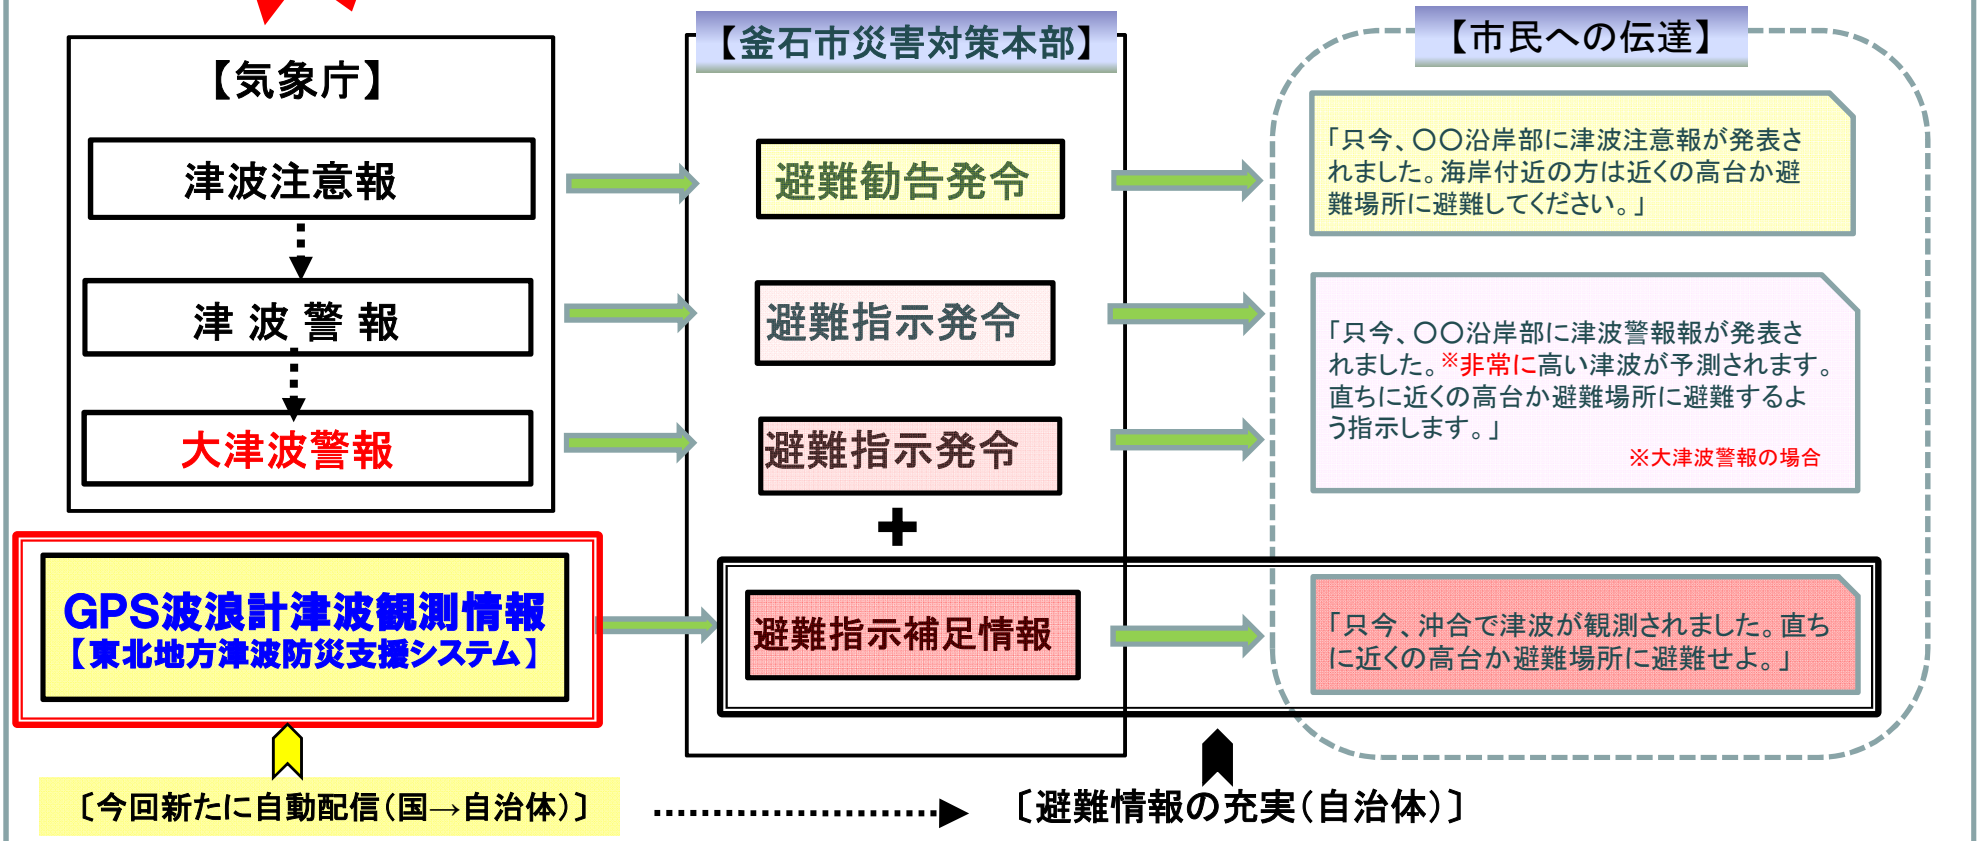 【気象庁】
津波注意報
津波警報
大津波警報
GPS波浪計津波観測情報
【東北地方津波防災支援システム】
〔今回新たに自動配信(国→自治体)〕
【釜石市災害対策本部】
避難勧告発令
避難指示発令
避難指示発令
+
避難指示補足情報
【市民への伝達】
「只今、〇〇沿岸部に津波注意報が発表さ
れました。海岸付近の方は近くの高台か避
難場所に避難してください。」
「只今、〇〇沿岸部に津波警報報が発表さ
れました。※非常に高い津波が予測されます。
直ちに近くの高台か避難場所に避難するよ
う指示します。」
※大津波警報の場合
「只今、沖合で津波が観測されました。直ち
に近くの高台か避難場所に避難せよ。」
〔避難情報の充実(自治体)〕